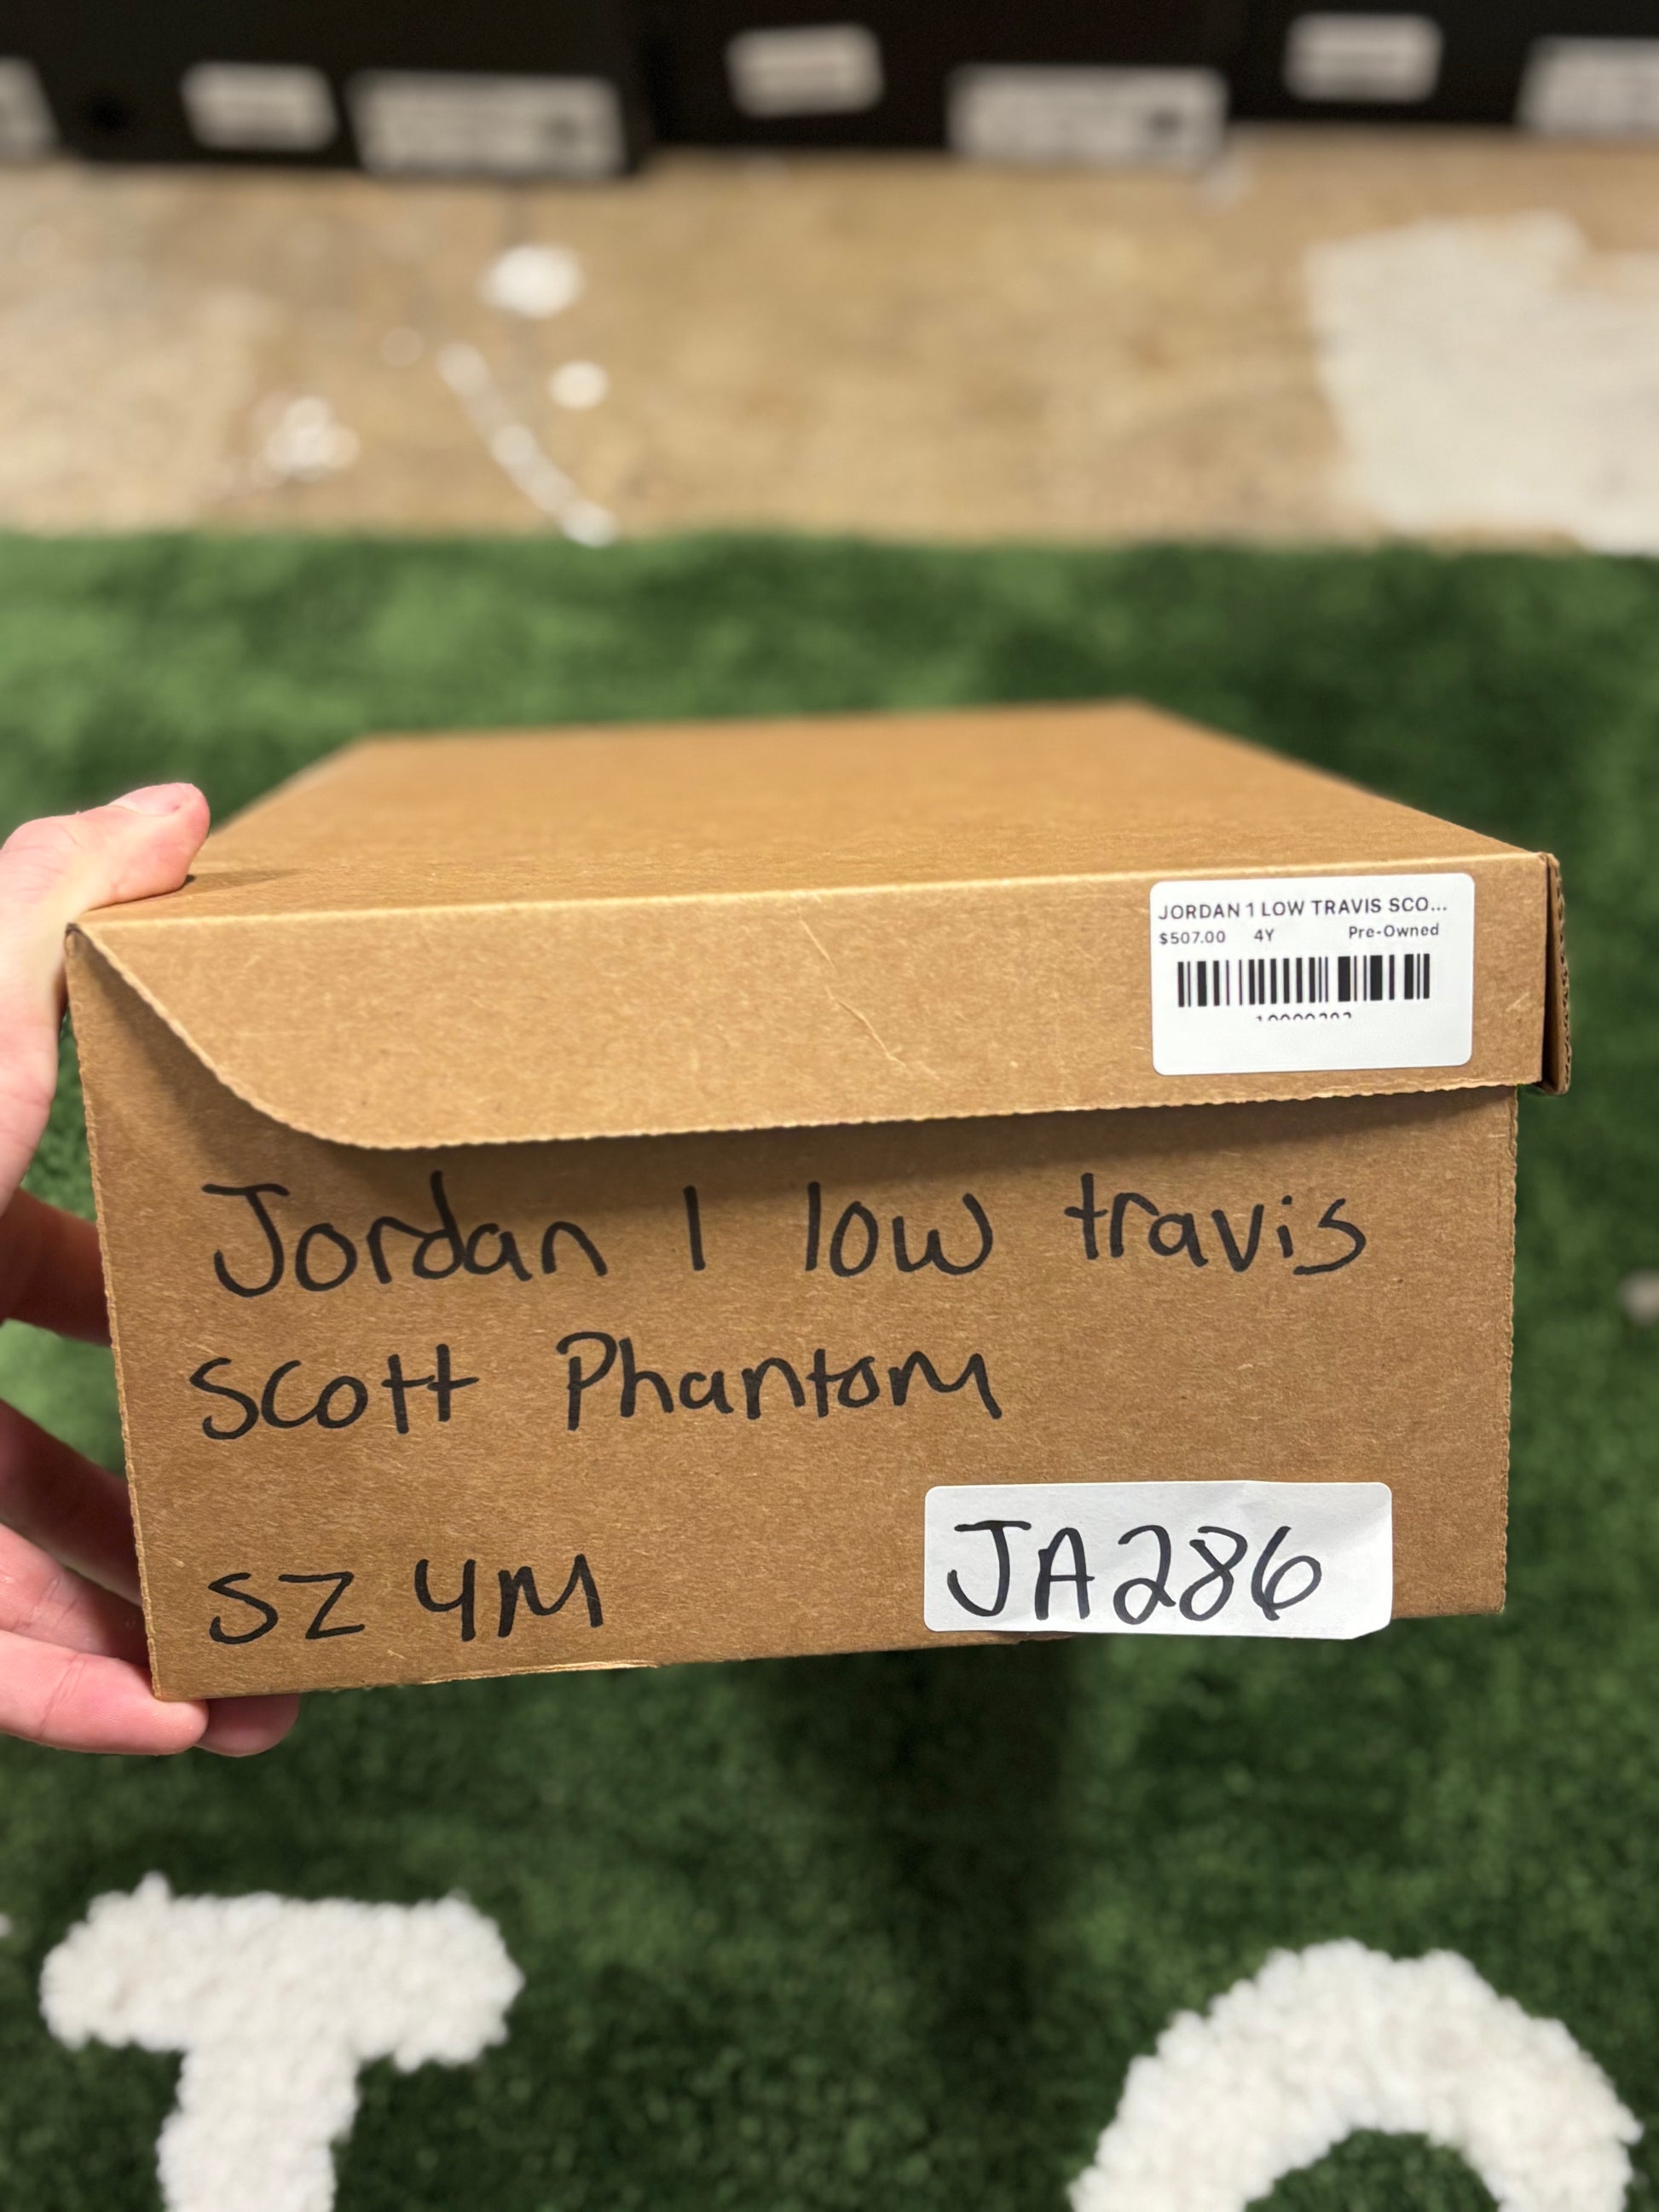 JORDAN 1 LOW TRAVIS SCO...
$507.00 4Y Pre-Owned
Jordan 1 low travis
Scott Phantom
SZ 4M
JA286
T O